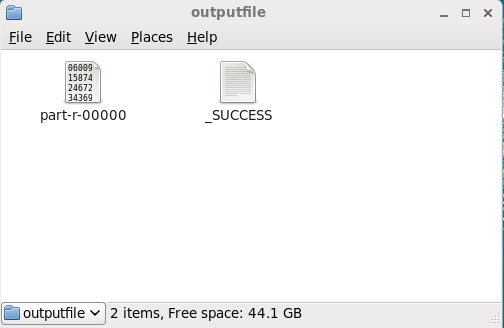 outputfile
File Edit View Places Help
06009
15874
24672
34369
part-r-00000
_SUCCESS
outputfile 2 items, Free space: 44.1 GB